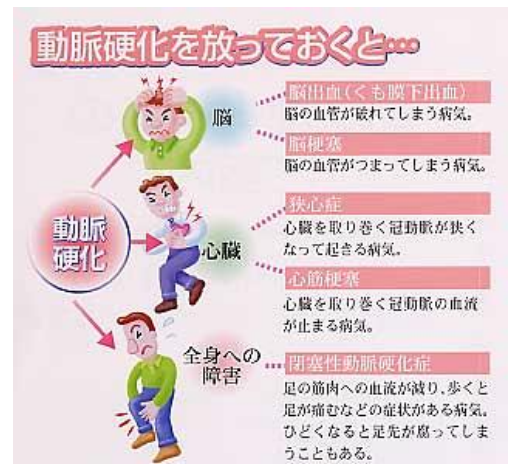 動脈硬化を放っておくと…
動脈
硬化
脳
脳出血(くも膜下出血)
脳の血管が破れてしまう病気。
脳梗塞
脳の血管がつまってしまう病気。
心臓
狭心症
心臓を取り巻く冠動脈が狭く
なって起きる病気。
心筋梗塞
心臓を取り巻く冠動脈の血流
が止まる病気。
全身への
障害
閉塞性動脈硬化症
足の筋肉への血流が減り、歩くと
足が痛むなどの症状がある病気。
ひどくなると足先が腐ってしま
うこともある。